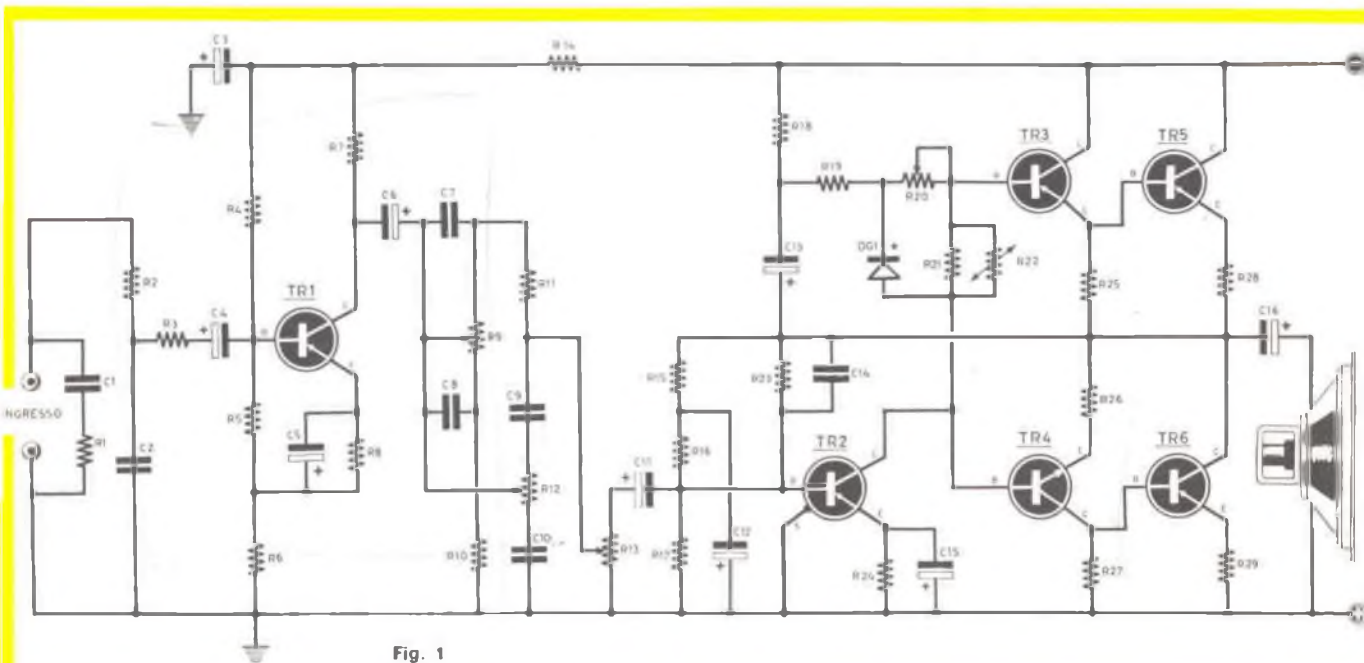 C3
R14
R18
TR3
TR5
R7
R19
R20
B
B
R4
C6
C7
R2
C13
DG1
R21
R22
R25
R28
R11
C16
TR1
R3
C4
B
R9
C1
C8
C9
R15
R23
C14
R26
INGRESSO
R5
C5
R8
TR2
TR4
TR6
R1
C2
R16
C11
R12
B
B
E
C12
R6
R10
C10
R13
R17
R24
C15
R27
R29
Fig. 1